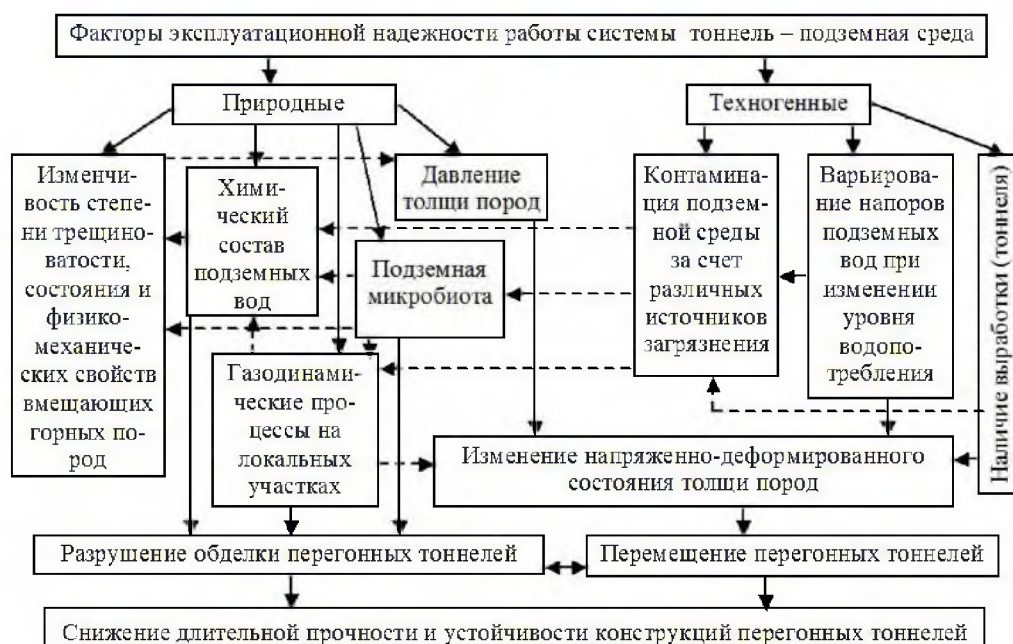 Факторы эксплуатационной надежности работы системы тоннель – подземная среда
Природные
Техногенные
Изменчи-
вость степе-
ни трещино-
ватости,
состояния и
физико-
механиче-
ских свойств
вмещающих
горных по-
род
Хими-
ческий
состав
подземных
вод
Давление
толщи пород
Подземная
микробиота
Газодинами-
ческие про-
цессы на
локальных
участках
Контамина-
ция подзем-
ной среды
за счет
различных
источников
загрязнения
Варьирова-
ние напоров
подземных
вод при
изменении
уровня
водопо-
требления
Наличие выработки (тоннеля)
Изменение напряженно-деформированного
состояния толщи пород
Разрушение обделки перегонных тоннелей
Перемещение перегонных тоннелей
Снижение длительной прочности и устойчивости конструкций перегонных тоннелей